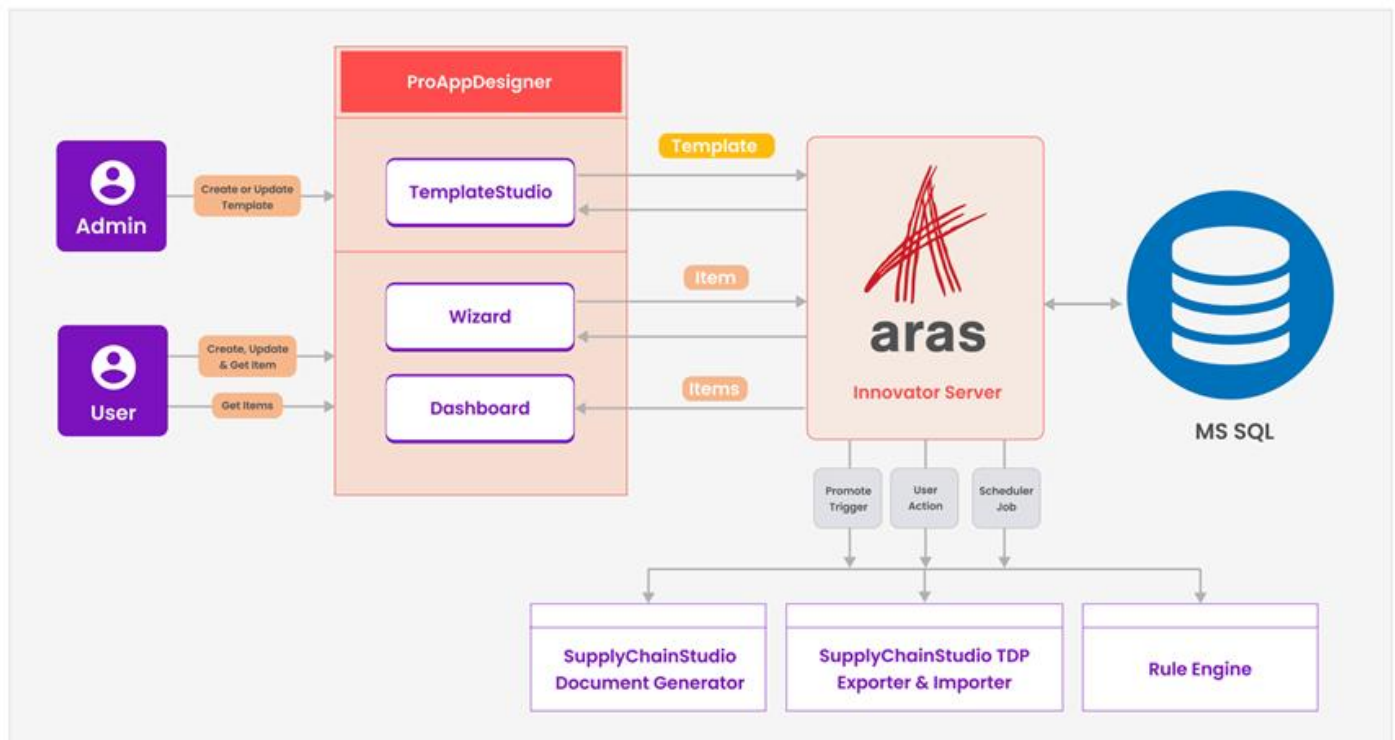 ProAppDesigner
Admin
Create or Update
Template
TemplateStudio
Template
User
Create, Update
& Get Item
Get Items
Wizard
Item
Dashboard
Items
aras
Innovator Server
MS SQL
Promote
Trigger
User
Action
Scheduler
Job
SupplyChainStudio
Document Generator
SupplyChainStudio TDP
Exporter & Importer
Rule Engine